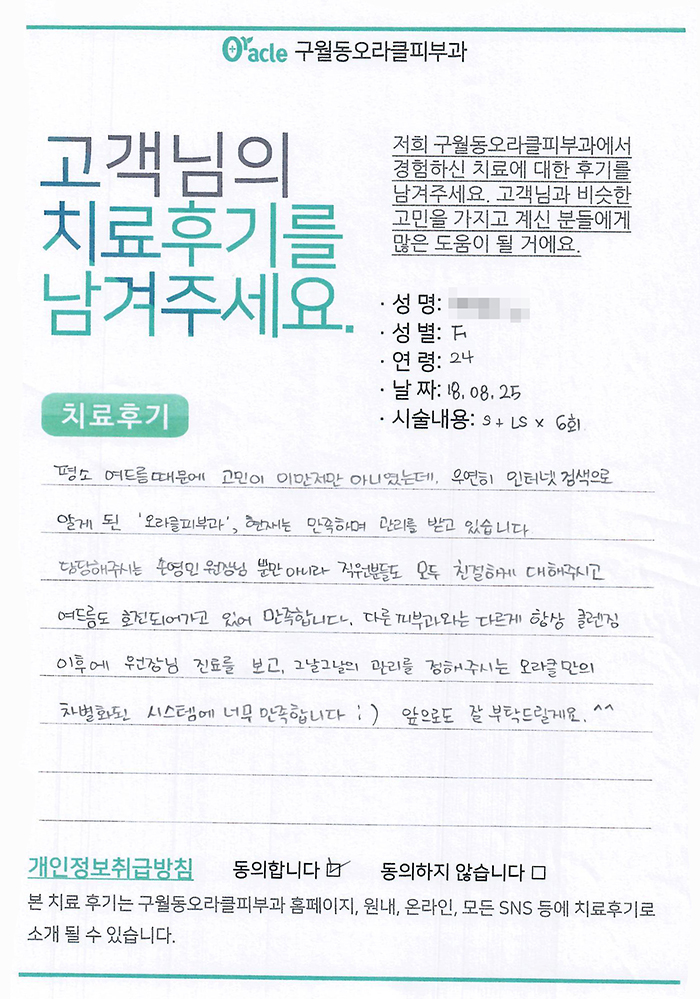 Oracle 구월동오라클피부과
고객님의
치료후기를
남겨주세요.
저희 구월동오라클피부과에서
경험하신 치료에 대한 후기를
남겨주세요. 고객님과 비슷한
고민을 가지고 계신 분들에게
많은 도움이 될 거에요.
· 성 명:
· 성 별: F
· 연 령: 24
· 날 짜: 18. 08. 25
· 시술내용: S + LS x 6회
치료후기
평소 여드름때문에 고민이 이만저만 아니였는데, 우연히 인터넷 검색으로
알게 된 '오라클피부과', 현재는 만족하며 관리를 받고 있습니다
담당해주시는 손영민 원장님 뿐만 아니라 직원분들도 모두 친절하게 대해주시고
여드름도 호전되어가고 있어 만족합니다. 다른 피부과와는 다르게 항상 클렌징
이후에 원장님 진료를 보고, 그날그날의 관리를 정해주시는 오라클만의
차별화된 시스템에 너무 만족합니다 : ) 앞으로도 잘 부탁드릴게요. ^^
개인정보취급방침 동의합니다 동의하지 않습니다
본 치료 후기는 구월동오라클피부과 홈페이지, 원내, 온라인, 모든 SNS 등에 치료후기로
소개 될 수 있습니다.